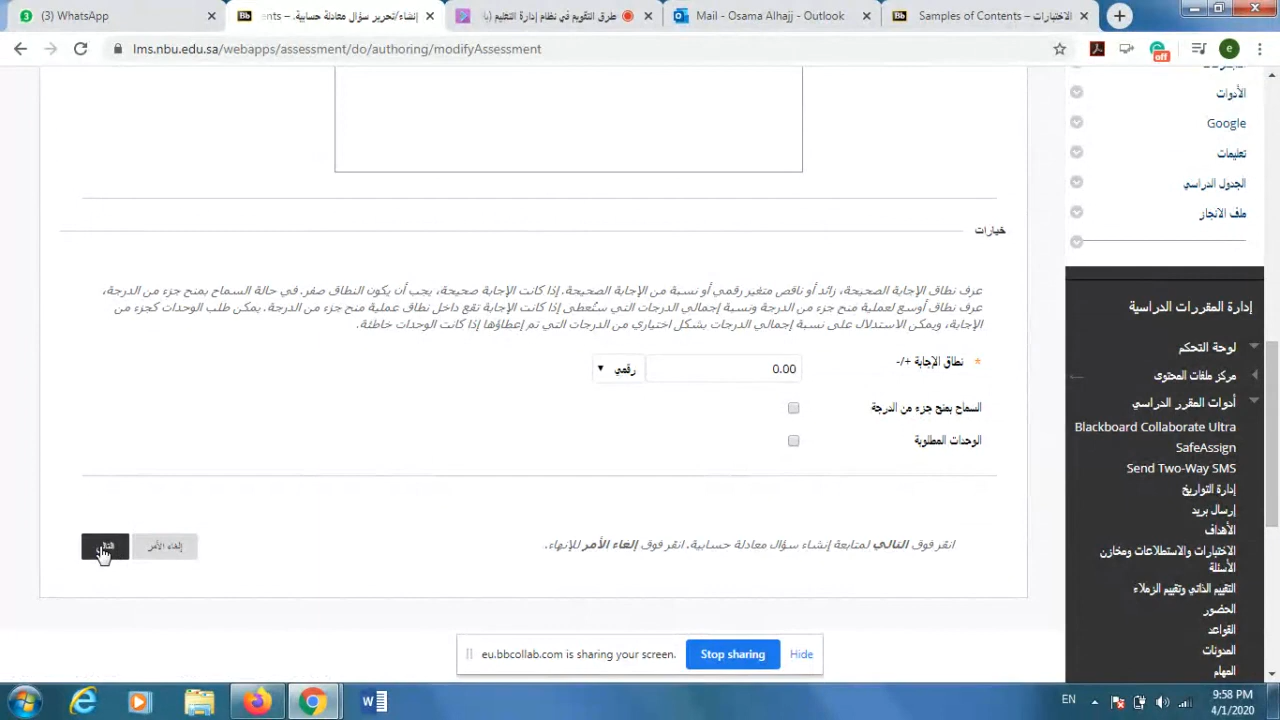 (3) WhatsApp
إنشاء/تحرير سؤال معادلة حسابية. – ents
طرق التقويم في نظام إدارة التعليم
Mail - Osama Alhajj - Outlook
الاختبارات – Samples of Contents
lms.nbu.edu.sa/webapps/assessment/do/authoring/modifyAssessment
off
e
الأدوات
Google
تعليمات
الجدول الدراسي
ملف الانجاز
خيارات
عرف نطاق الإجابة الصحيحة، زائد أو ناقص متغير رقمي أو نسبة من الإجابة الصحيحة. إذا كانت الإجابة صحيحة، يجب أن يكون النطاق صفر. في حالة السماح بمنح جزء من الدرجة،
عرف نطاق أوسع لعملية منح جزء من الدرجة ونسبة إجمالي الدرجات التي ستُعطى إذا كانت الإجابة تقع داخل نطاق عملية منح جزء من الدرجة. يمكن طلب الوحدات كجزء من
الإجابة، ويمكن الاستدلال على نسبة إجمالي الدرجات بشكل اختياري من الدرجات التي تم إعطاؤها إذا كانت الوحدات خاطئة.
نطاق الإجابة +/-
0.00
رقمي
السماح بمنح جزء من الدرجة
الوحدات المطلوبة
انقر فوق التالي لمتابعة إنشاء سؤال معادلة حسابية. انقر فوق إلغاء الأمر للإنهاء.
إلغاء الأمر
إدارة المقررات الدراسية
لوحة التحكم
مركز ملفات المحتوى
أدوات المقرر الدراسي
Blackboard Collaborate Ultra
SafeAssign
Send Two-Way SMS
إدارة التواريخ
إرسال بريد
الأهداف
الاختبارات والاستطلاعات ومخازن
الأسئلة
التقييم الذاتي وتقييم الزملاء
الحضور
القواعد
المدونات
المهام
eu.bbcollab.com is sharing your screen.
Stop sharing
Hide
EN
9:58 PM
4/1/2020